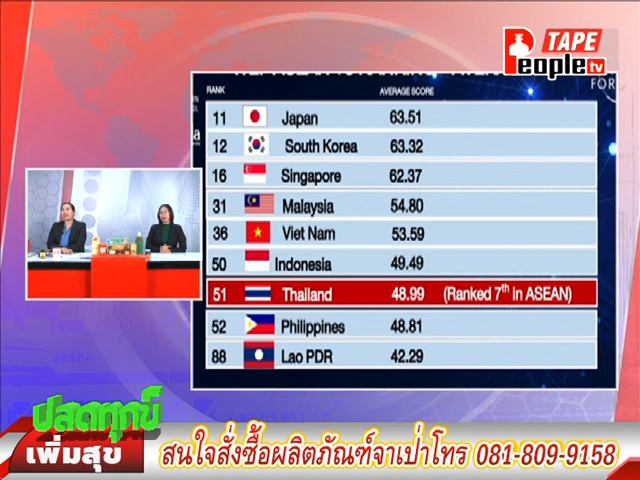 TAPE
People tv
FOR
RANK AVERAGE SCORE
11 Japan 63.51
12 South Korea 63.32
16 Singapore 62.37
31 Malaysia 54.80
36 Viet Nam 53.59
50 Indonesia 49.49
51 Thailand 48.99 (Ranked 7th in ASEAN)
52 Philippines 48.81
88 Lao PDR 42.29
ปลดทุกข์
เพิ่มสุข
สนใจสั่งซื้อผลิตภัณฑ์จาเป่าโทร 081-809-9158